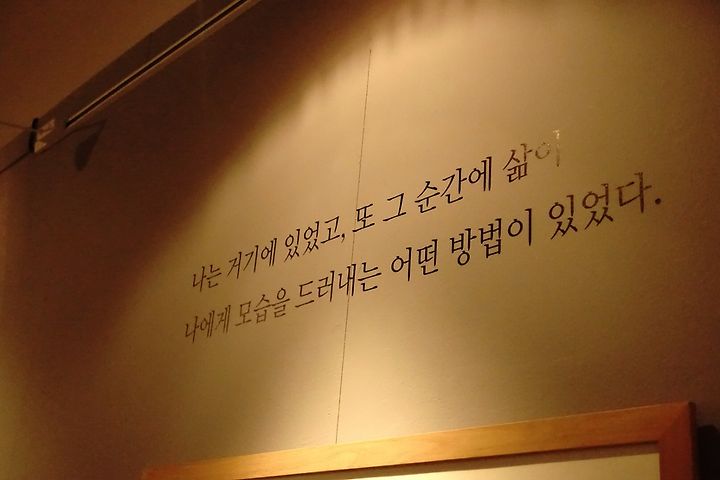 나는 거기에 있었고, 또 그 순간에 삶이
나에게 모습을 드러내는 어떤 방법이 있었다.